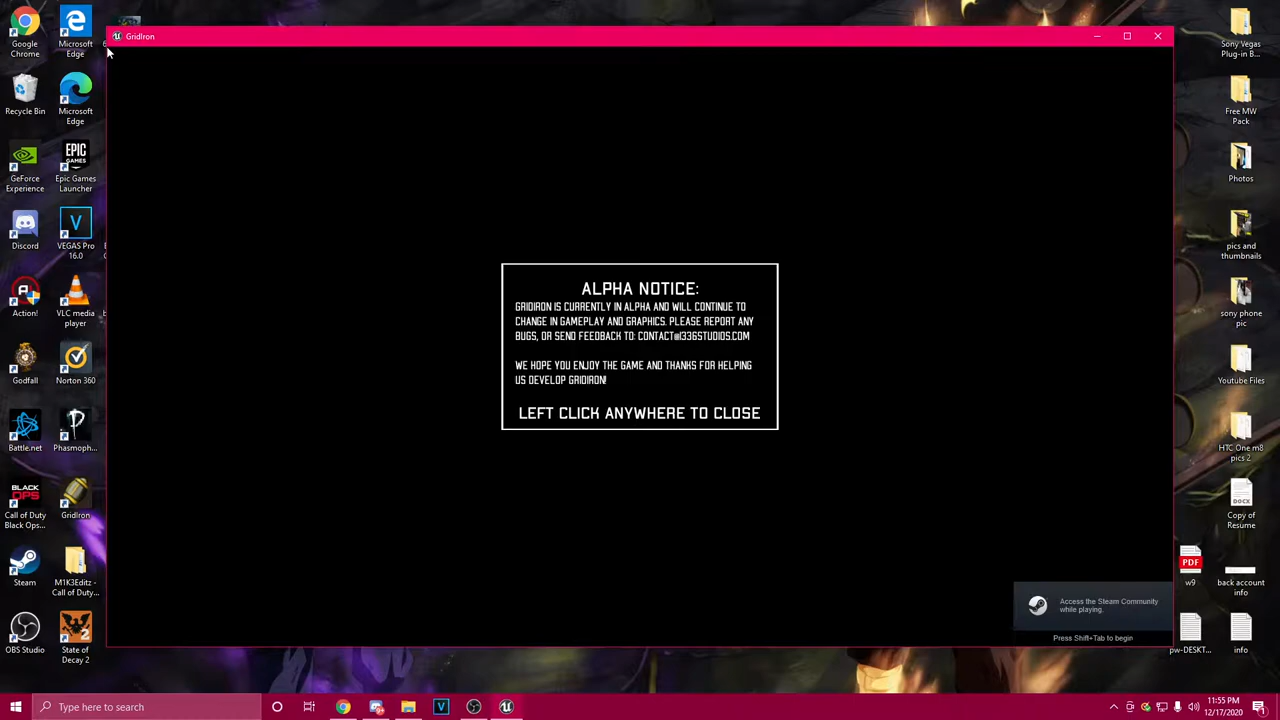 GridIron
Google
Chrome
Microsoft
Edge
Recycle Bin
Microsoft
Edge
GeForce
Experience
EPIC
GAMES
Epic Games
Launcher
Discord
V
VEGAS Pro
16.0
Action!
VLC media
player
Godfall
Norton 360
Battle.net
Phasmoph...
BLACK
OPS
Call of Duty
Black Ops...
GridIron
Steam
M1K3Editz -
Call of Duty...
OBS Studio
2
State of
Decay 2
ALPHA NOTICE:
GRIDIRON IS CURRENTLY IN ALPHA AND WILL CONTINUE TO
CHANGE IN GAMEPLAY AND GRAPHICS. PLEASE REPORT ANY
BUGS, OR SEND FEEDBACK TO: CONTACT@1336STUDIOS.COM
WE HOPE YOU ENJOY THE GAME AND THANKS FOR HELPING
US DEVELOP GRIDIRON!
LEFT CLICK ANYWHERE TO CLOSE
Access the Steam Community
while playing.
Press Shift+Tab to begin
Sony Vegas
Plug-in B...
Free MW
Pack
Photos
pics and
thumbnails
sony phone
pic
Youtube Files
HTC One m8
pics 2
DOCX
Copy of
Resume
PDF
w9
back account
info
pw-DESKT...
info
Type here to search
V
11:55 PM
12/17/2020
1